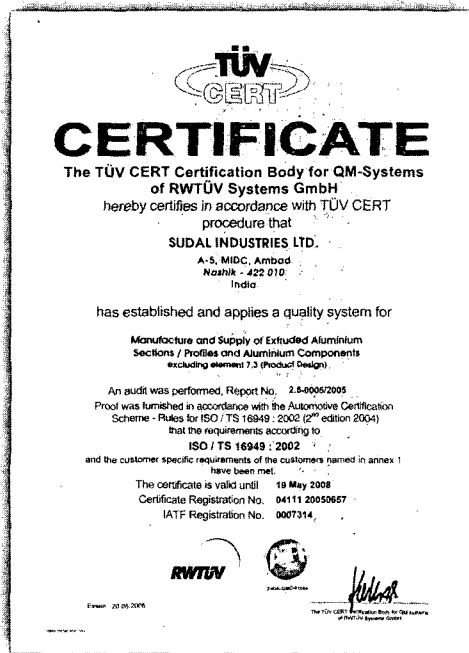 TÜV
CERT
CERTIFICATE
The TÜV CERT Certification Body for QM-Systems
of RWTÜV Systems GmbH
hereby certifies in accordance with TÜV CERT
procedure that
SUDAL INDUSTRIES LTD.
A-5, MIDC, Ambad
Nashik - 422 010
India
has established and applies a quality system for
Manufacture and Supply of Extruded Aluminium
Sections / Profiles and Aluminium Components
excluding element 7.3 (Product Design)
An audit was performed, Report No. 2.5-0005/2005
Proof was furnished in accordance with the Automotive Certification
Scheme - Rules for ISO / TS 16949 : 2002 (2nd edition 2004)
that the requirements according to
ISO / TS 16949 : 2002
and the customer specific requirements of the customers named in annex 1
have been met.
The certificate is valid until 19 May 2008
Certificate Registration No. 04111 20050657
IATF Registration No. 0007314
RWTÜV
Essen, 20.05.2005
The TÜV CERT Certification Body for QM systems
of RWTÜV Systems GmbH